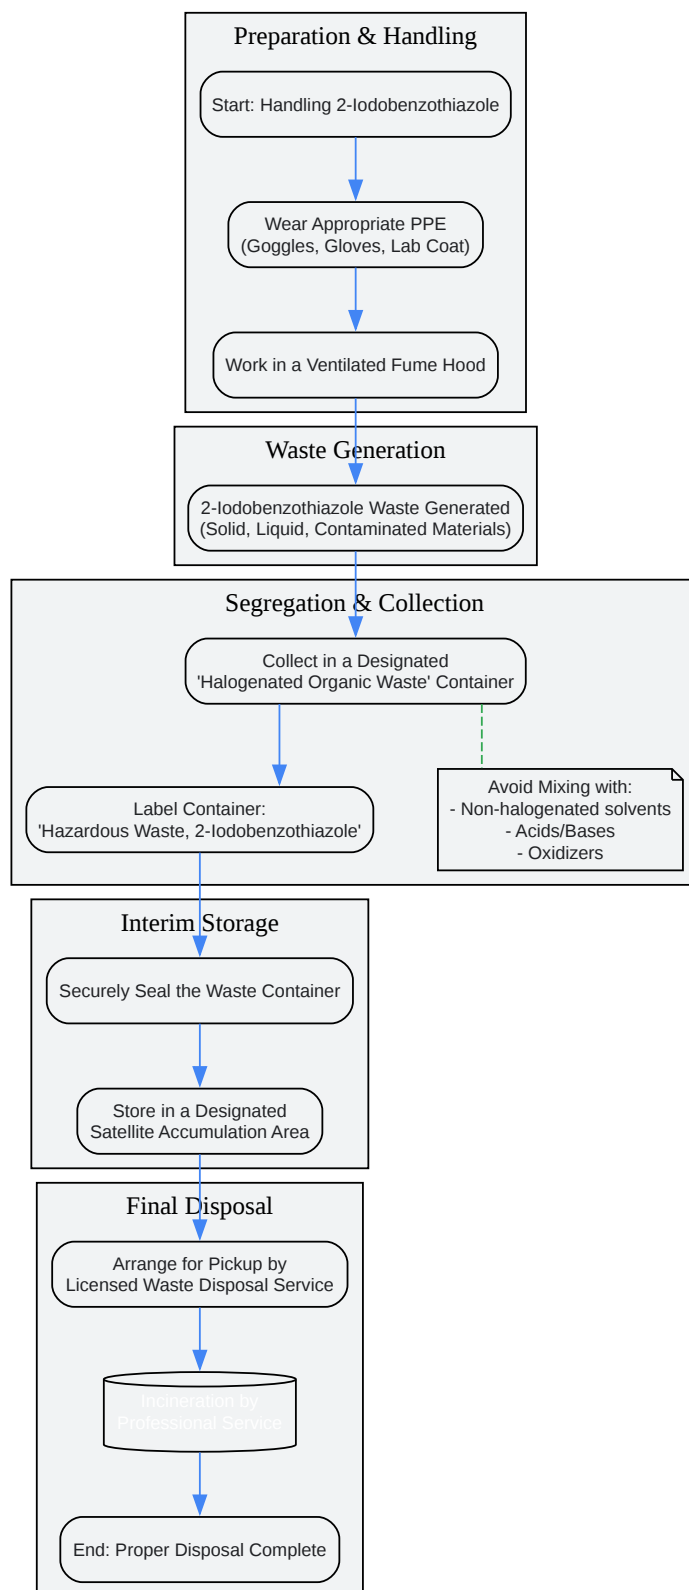 Preparation & Handling
Start: Handling 2-Iodobenzothiazole
Wear Appropriate PPE
(Goggles, Gloves, Lab Coat)
Work in a Ventilated Fume Hood
Waste Generation
2-Iodobenzothiazole Waste Generated
(Solid, Liquid, Contaminated Materials)
Segregation & Collection
Collect in a Designated
'Halogenated Organic Waste' Container
Label Container:
'Hazardous Waste, 2-Iodobenzothiazole'
Avoid Mixing with:
- Non-halogenated solvents
- Acids/Bases
- Oxidizers
Interim Storage
Securely Seal the Waste Container
Store in a Designated
Satellite Accumulation Area
Final Disposal
Arrange for Pickup by
Licensed Waste Disposal Service
Incineration by
Professional Service
End: Proper Disposal Complete